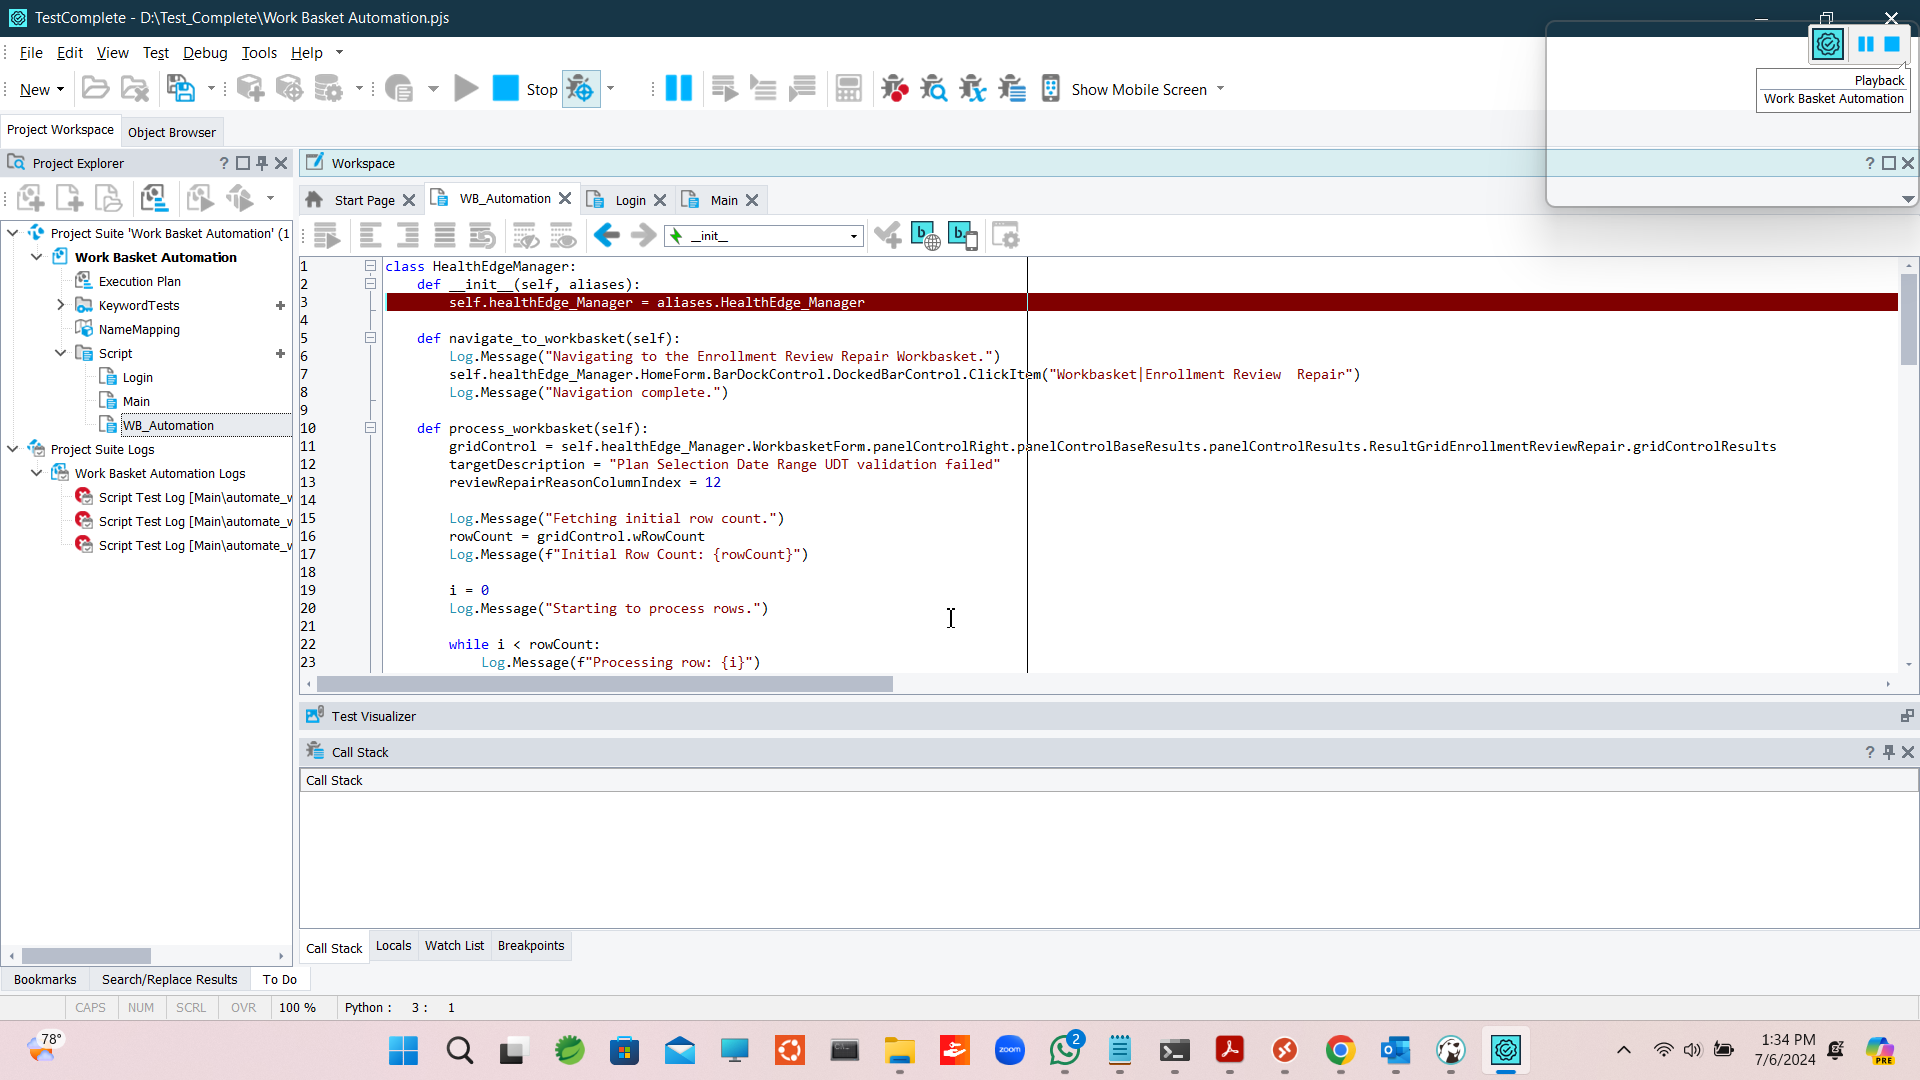 TestComplete - D:\Test_Complete\Work Basket Automation.pjs
File Edit View Test Debug Tools Help
New Stop Show Mobile Screen
Playback
Work Basket Automation
Project Workspace Object Browser
Project Explorer
Workspace
Start Page WB_Automation Login Main
__init__
Project Suite 'Work Basket Automation' (1
Work Basket Automation
Execution Plan
KeywordTests
NameMapping
Script
Login
Main
WB_Automation
Project Suite Logs
Work Basket Automation Logs
Script Test Log [Main\automate_w
Script Test Log [Main\automate_w
Script Test Log [Main\automate_w
1 class HealthEdgeManager:
2 def __init__(self, aliases):
3 self.healthEdge_Manager = aliases.HealthEdge_Manager
4
5 def navigate_to_workbasket(self):
6 Log.Message("Navigating to the Enrollment Review Repair Workbasket.")
7 self.healthEdge_Manager.HomeForm.BarDockControl.DockedBarControl.ClickItem("Workbasket|Enrollment Review  Repair")
8 Log.Message("Navigation complete.")
9
10 def process_workbasket(self):
11 gridControl = self.healthEdge_Manager.WorkbasketForm.panelControlRight.panelControlBaseResults.panelControlResults.ResultGridEnrollmentReviewRepair.gridControlResults
12 targetDescription = "Plan Selection Date Range UDT validation failed"
13 reviewRepairReasonColumnIndex = 12
14
15 Log.Message("Fetching initial row count.")
16 rowCount = gridControl.wRowCount
17 Log.Message(f"Initial Row Count: {rowCount}")
18
19 i = 0
20 Log.Message("Starting to process rows.")
21
22 while i < rowCount:
23 Log.Message(f"Processing row: {i}")
Test Visualizer
Call Stack
Call Stack
Call Stack Locals Watch List Breakpoints
Bookmarks Search/Replace Results To Do
CAPS NUM SCRL OVR 100 % Python : 3 : 1
78°
zoom
2
1:34 PM
7/6/2024
PRE